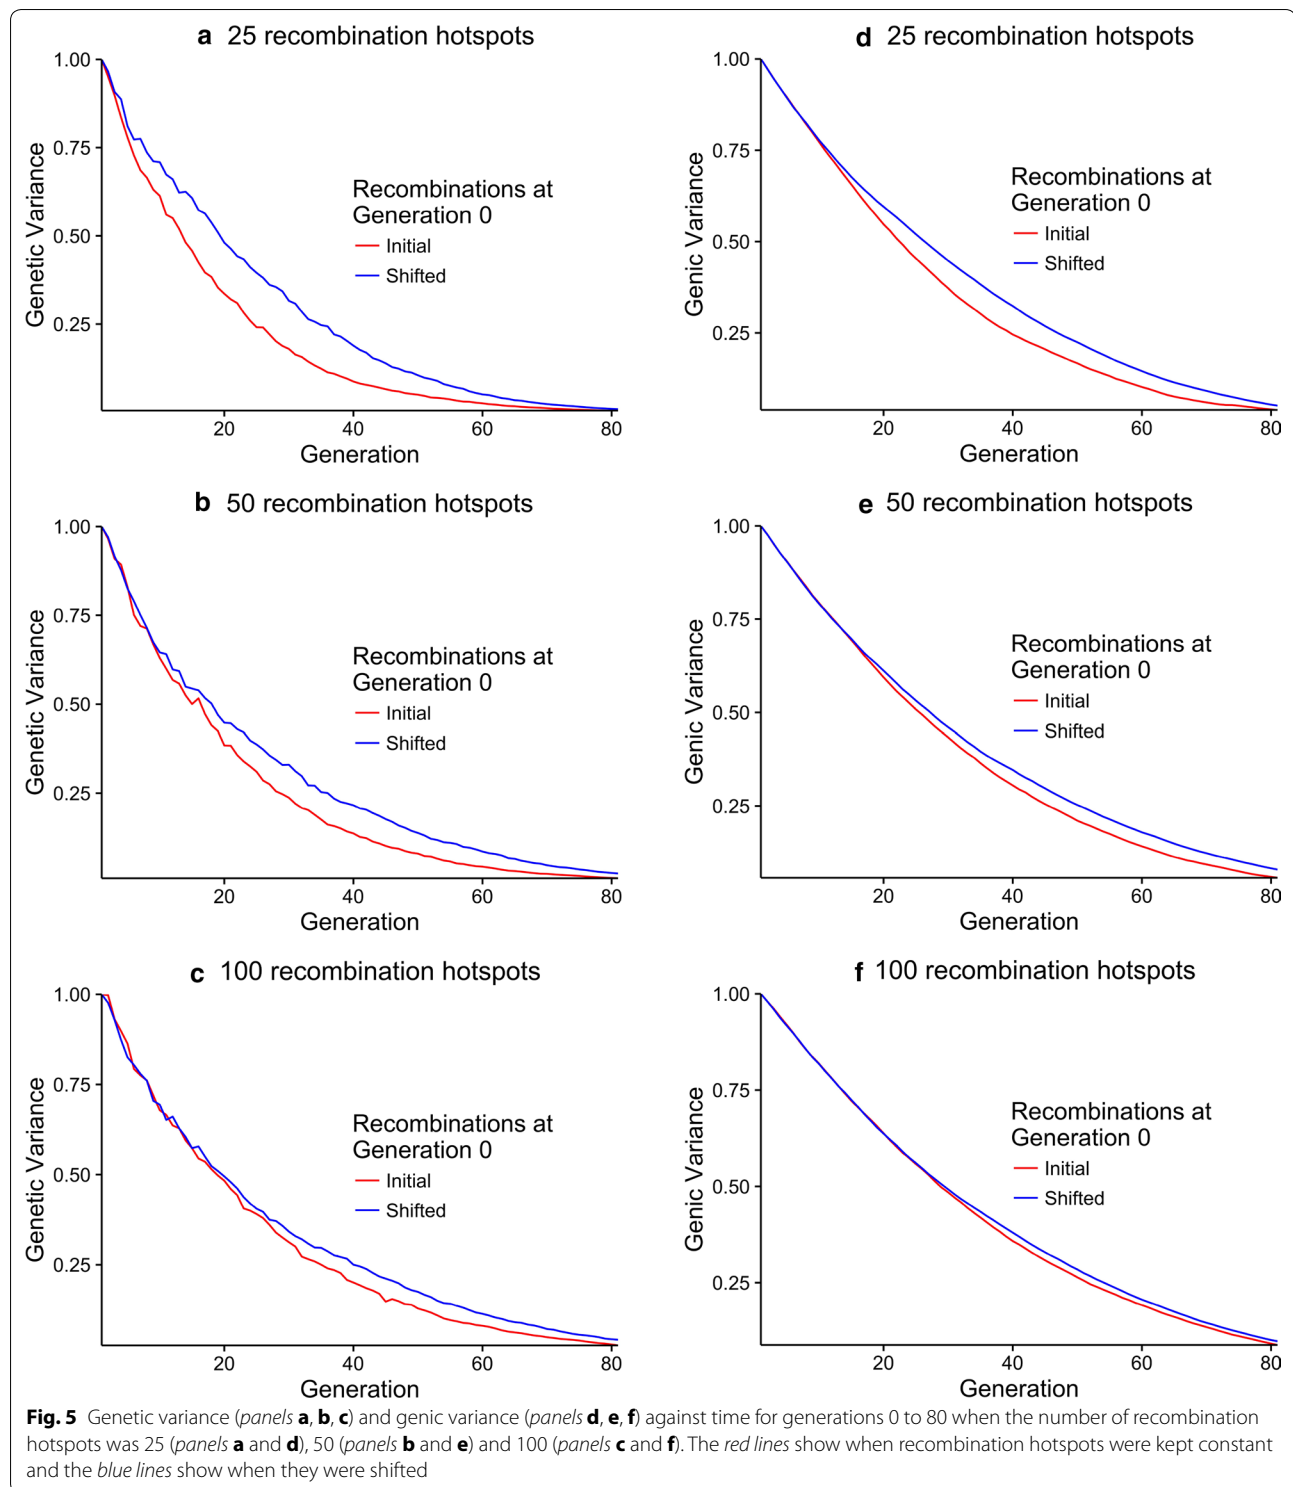 a 25 recombination hotspots
1.00
0.75
0.50
0.25
Genetic Variance
Recombinations at
Generation 0
Initial
Shifted
20 40 60 80
Generation
d 25 recombination hotspots
1.00
0.75
0.50
0.25
Genic Variance
Recombinations at
Generation 0
Initial
Shifted
20 40 60 80
Generation
b 50 recombination hotspots
1.00
0.75
0.50
0.25
Genetic Variance
Recombinations at
Generation 0
Initial
Shifted
20 40 60 80
Generation
e 50 recombination hotspots
1.00
0.75
0.50
0.25
Genic Variance
Recombinations at
Generation 0
Initial
Shifted
20 40 60 80
Generation
c 100 recombination hotspots
1.00
0.75
0.50
0.25
Genetic Variance
Recombinations at
Generation 0
Initial
Shifted
20 40 60 80
Generation
f 100 recombination hotspots
1.00
0.75
0.50
0.25
Genic Variance
Recombinations at
Generation 0
Initial
Shifted
20 40 60 80
Generation
Fig. 5 Genetic variance (panels a, b, c) and genic variance (panels d, e, f) against time for generations 0 to 80 when the number of recombination
hotspots was 25 (panels a and d), 50 (panels b and e) and 100 (panels c and f). The red lines show when recombination hotspots were kept constant
and the blue lines show when they were shifted